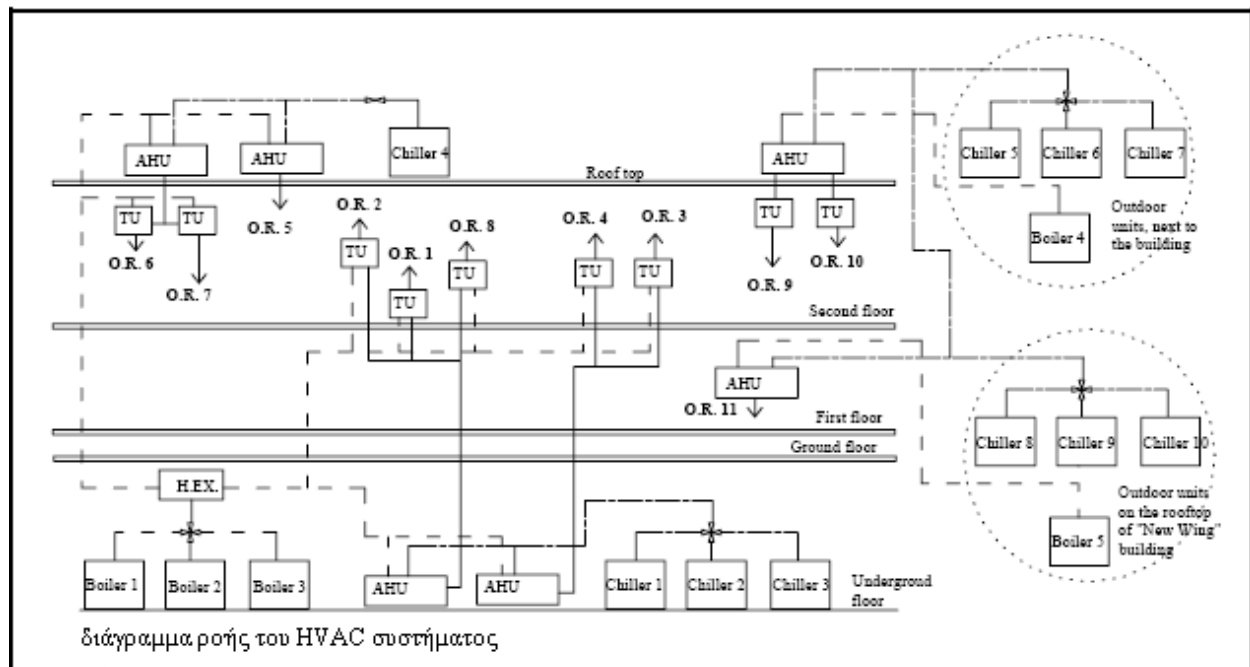 AHU
AHU
Chiller 4
AHU
Chiller 5
Chiller 6
Chiller 7
Roof top
TU
TU
O.R. 5
O.R. 6
O.R. 7
O.R. 2
TU
O.R. 1
TU
O.R. 8
TU
O.R. 4
TU
O.R. 3
TU
TU
TU
O.R. 9
O.R. 10
Boiler 4
Outdoor
units, next to
the building
Second floor
AHU
O.R. 11
First floor
Ground floor
Chiller 8
Chiller 9
Chiller 10
Boiler 5
Outdoor units
on the rooftop
of "New Wing"
building
H.EX.
Boiler 1
Boiler 2
Boiler 3
AHU
AHU
Chiller 1
Chiller 2
Chiller 3
Undergroud
floor
διάγραμμα ροής του HVAC συστήματος